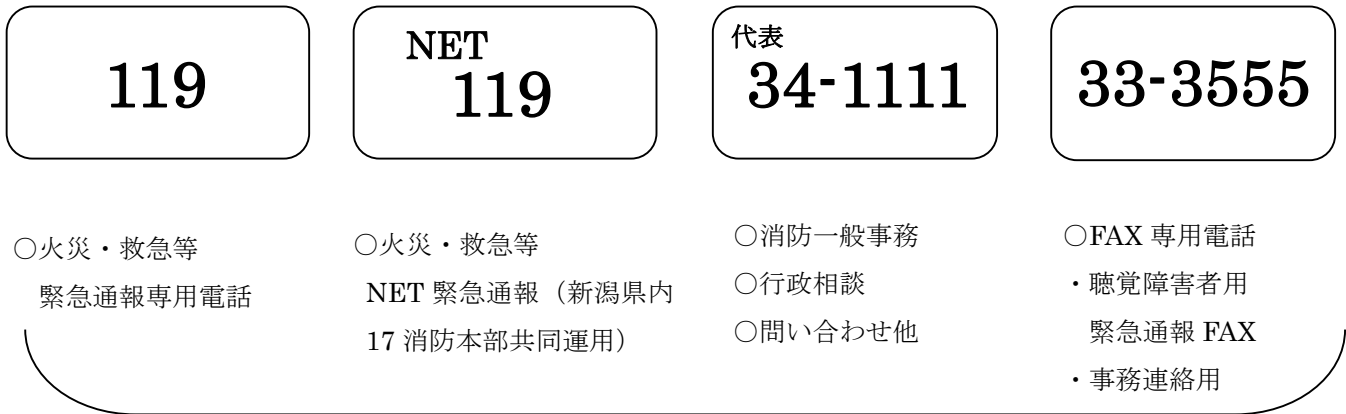 119
NET
119
代表
34-1111
33-3555
○火災・救急等
緊急通報専用電話
○火災・救急等
NET 緊急通報（新潟県内
17 消防本部共同運用）
○消防一般事務
○行政相談
○問い合わせ他
○FAX 専用電話
・聴覚障害者用
緊急通報 FAX
・事務連絡用